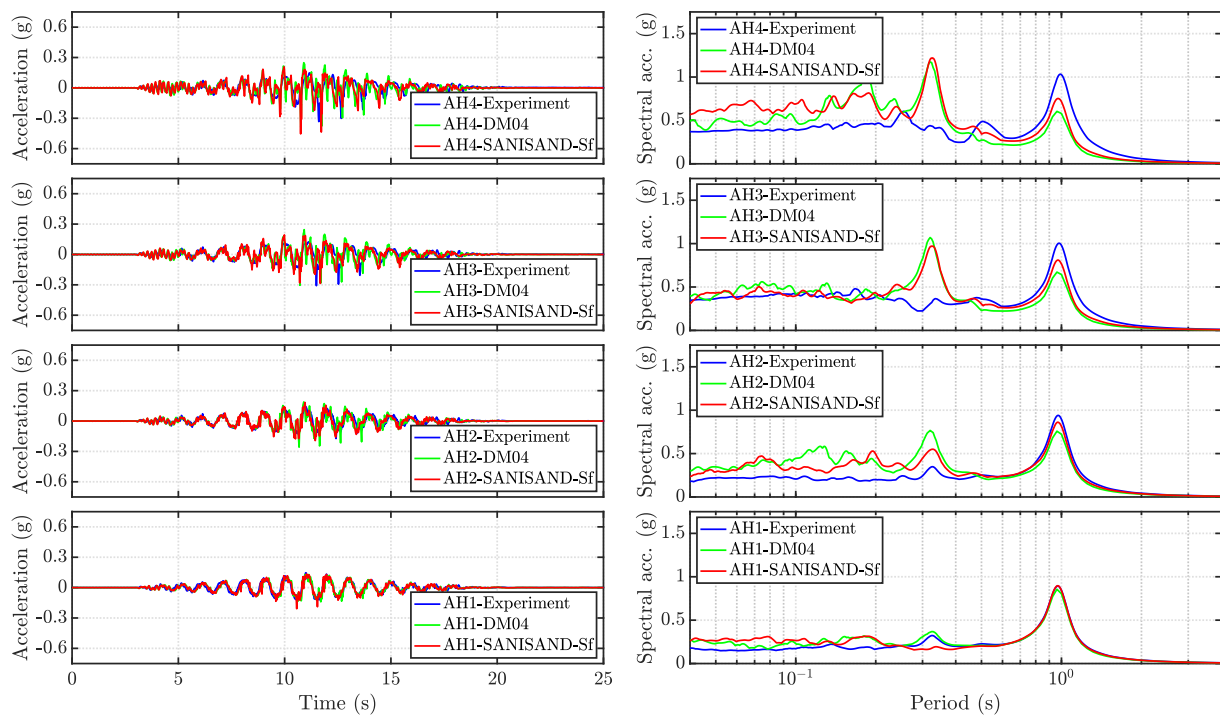 Acceleration (g)
0.6
0.3
0
-0.3
-0.6
AH4-Experiment
AH4-DM04
AH4-SANISAND-Sf
Acceleration (g)
0.6
0.3
0
-0.3
-0.6
AH3-Experiment
AH3-DM04
AH3-SANISAND-Sf
Acceleration (g)
0.6
0.3
0
-0.3
-0.6
AH2-Experiment
AH2-DM04
AH2-SANISAND-Sf
Acceleration (g)
0.6
0.3
0
-0.3
-0.6
AH1-Experiment
AH1-DM04
AH1-SANISAND-Sf
0 5 10 15 20 25
Time (s)
Spectral acc. (g)
1.5
1
0.5
0
AH4-Experiment
AH4-DM04
AH4-SANISAND-Sf
Spectral acc. (g)
1.5
1
0.5
0
AH3-Experiment
AH3-DM04
AH3-SANISAND-Sf
Spectral acc. (g)
1.5
1
0.5
0
AH2-Experiment
AH2-DM04
AH2-SANISAND-Sf
Spectral acc. (g)
1.5
1
0.5
0
AH1-Experiment
AH1-DM04
AH1-SANISAND-Sf
10⁻¹ 10⁰
Period (s)